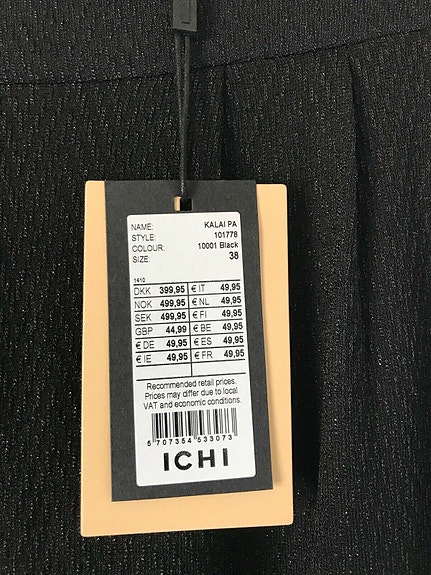 NAME: KALAI PA
STYLE: 101778
COLOUR: 10001 Black
SIZE: 38
1410
DKK 399,95 € IT 49,95
NOK 499,95 € NL 49,95
SEK 499,95 € FI 49,95
GBP 44,99 € BE 49,95
€ DE 49,95 € ES 49,95
€ IE 49,95 € FR 49,95
Recommended retail prices.
Prices may differ due to local
VAT and economic conditions.
5 707354 533073
ICHI